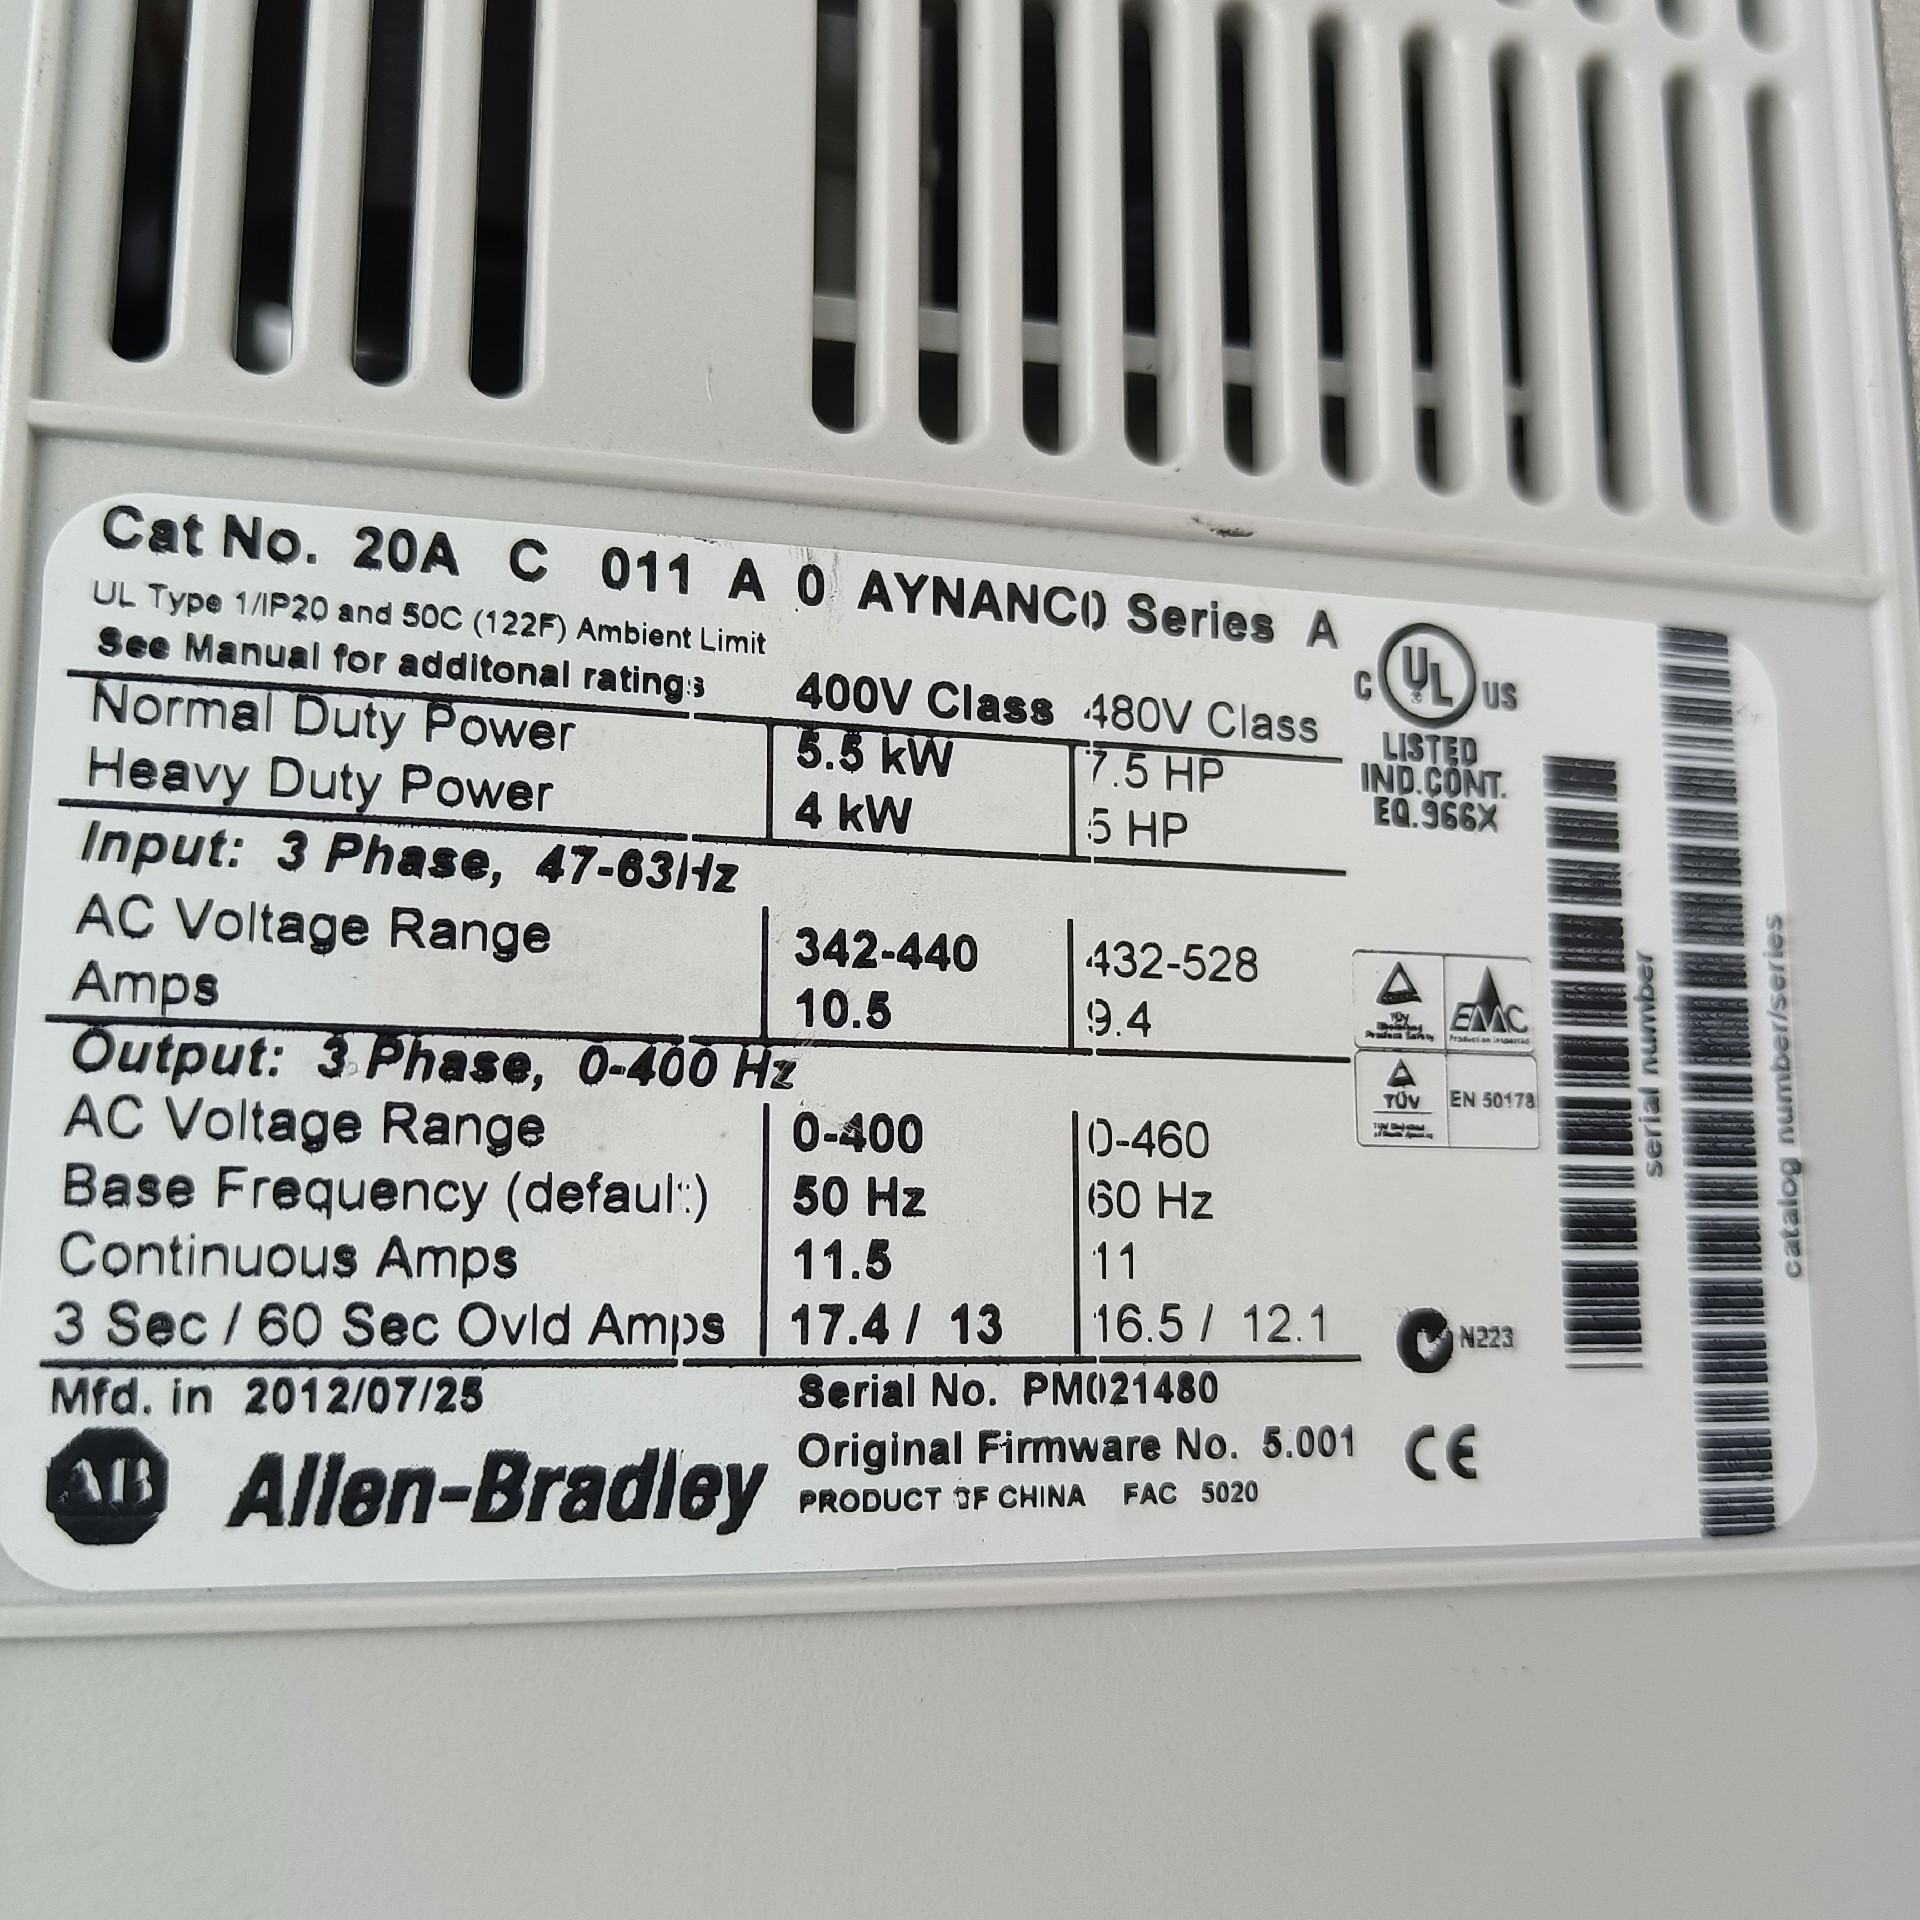 Cat No. 20A C 011 A 0 AYNANC0 Series A
UL Type 1/IP20 and 50C (122F) Ambient Limit
See Manual for additonal ratings
400V Class 480V Class
Normal Duty Power 5.5 kW 7.5 HP
Heavy Duty Power 4 kW 5 HP
Input: 3 Phase, 47-63Hz
AC Voltage Range 342-440 432-528
Amps 10.5 9.4
Output: 3 Phase, 0-400 Hz
AC Voltage Range 0-400 0-460
Base Frequency (default) 50 Hz 60 Hz
Continuous Amps 11.5 11
3 Sec / 60 Sec Ovld Amps 17.4 / 13 16.5 / 12.1
Mfd. in 2012/07/25 Serial No. PM021480
Original Firmware No. 5.001
PRODUCT OF CHINA FAC 5020
AB Allen-Bradley
C UL US
LISTED
IND.CONT.
EQ.966X
TÜV
Product Safety
EMC
Production inspected
TÜV EN 50178
N223
CE
serial number
catalog number/series